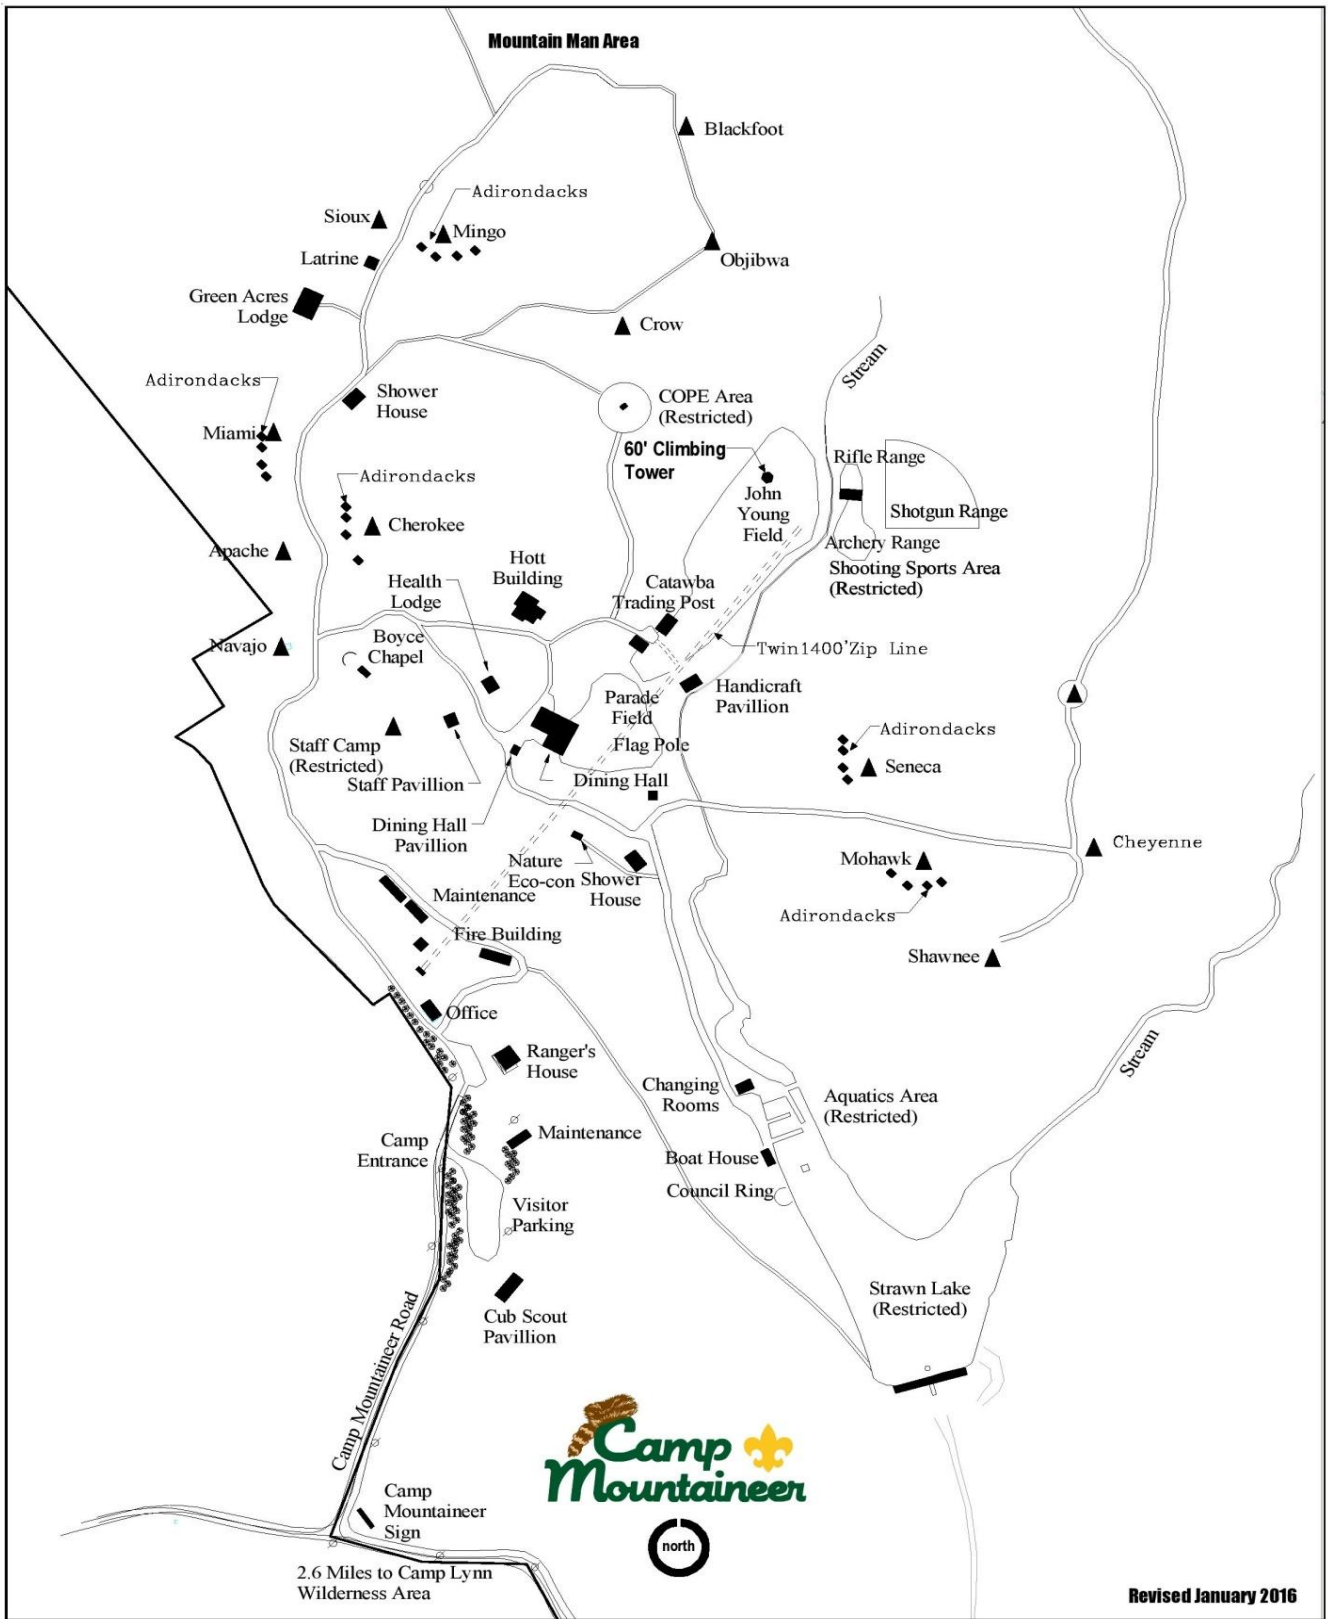 Mountain Man Area
Blackfoot
Adirondacks
Sioux
Mingo
Latrine
Objibwa
Green Acres
Lodge
Crow
Stream
Adirondacks
Shower
House
COPE Area
(Restricted)
Miami
60' Climbing
Tower
Rifle Range
Adirondacks
John
Young
Field
Shotgun Range
Cherokee
Archery Range
Apache
Hott
Building
Shooting Sports Area
(Restricted)
Health
Lodge
Catawba
Trading Post
Navajo
Boyce
Chapel
Twin1400'Zip Line
Parade
Field
Handicraft
Pavillion
Flag Pole
Adirondacks
Staff Camp
(Restricted)
Seneca
Staff Pavillion
Dining Hall
Dining Hall
Pavillion
Cheyenne
Nature
Eco-con
Shower
House
Mohawk
Maintenance
Adirondacks
Fire Building
Shawnee
Office
Ranger's
House
Stream
Changing
Rooms
Aquatics Area
(Restricted)
Camp
Entrance
Maintenance
Boat House
Council Ring
Visitor
Parking
Strawn Lake
(Restricted)
Cub Scout
Pavillion
Camp Mountaineer Road
Camp
Mountaineer
Camp
Mountaineer
Sign
north
2.6 Miles to Camp Lynn
Wilderness Area
Revised January 2016